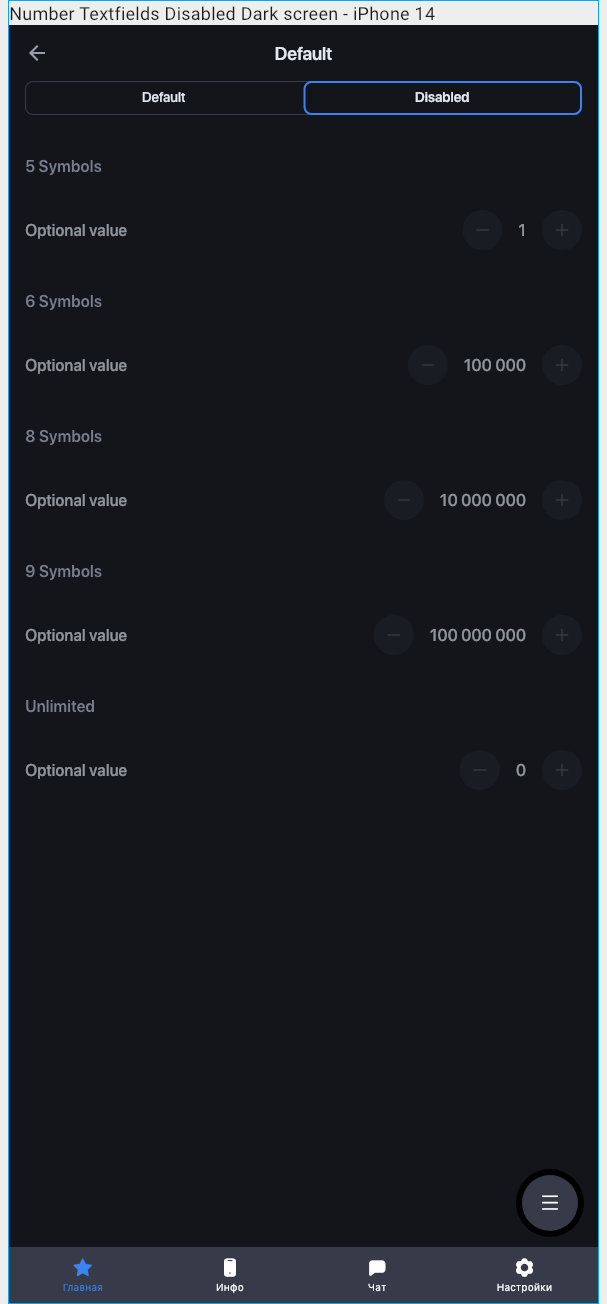 Number Textfields Disabled Dark screen - iPhone 14
Default
Default Disabled
5 Symbols
Optional value 1
6 Symbols
Optional value 100 000
8 Symbols
Optional value 10 000 000
9 Symbols
Optional value 100 000 000
Unlimited
Optional value 0
Главная Инфо Чат Настройки